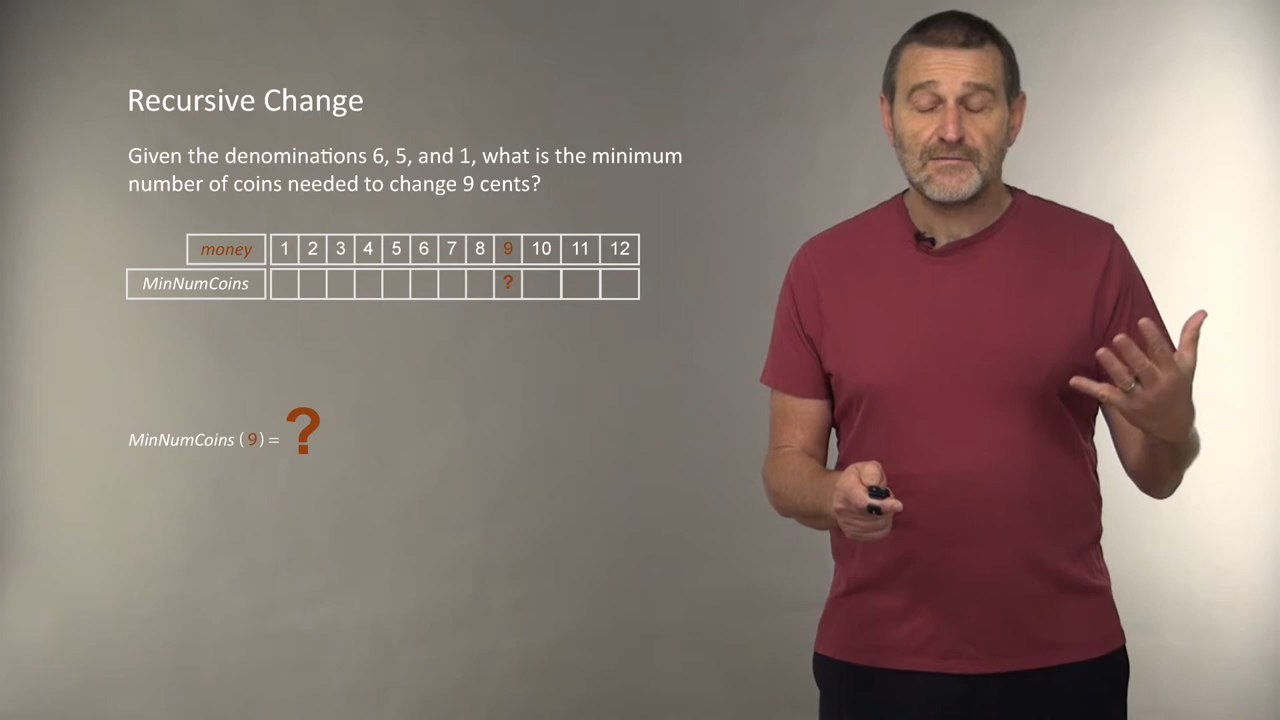 Recursive Change
Given the denominations 6, 5, and 1, what is the minimum
number of coins needed to change 9 cents?
money 1 2 3 4 5 6 7 8 9 10 11 12
MinNumCoins ?
MinNumCoins (9) = ?